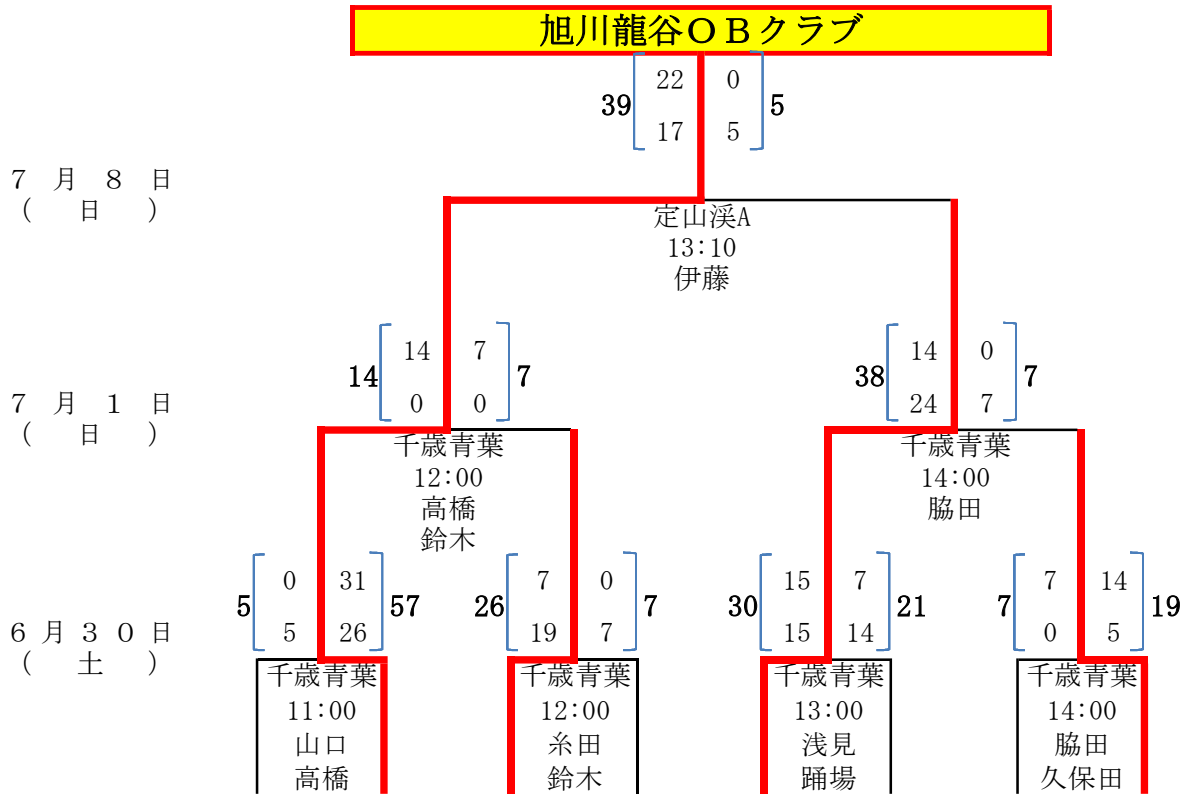 旭川龍谷ＯＢクラブ
22 0
39 5
17 5
７月８日
（日）
定山渓A
13:10
伊藤
14 7 14 0
14 7 38 7
0 0 24 7
７月１日
（日）
千歳青葉 千歳青葉
12:00 14:00
高橋 脇田
鈴木
0 31 7 0 15 7 7 14
5 57 26 7 30 21 7 19
5 26 19 7 15 14 0 5
６月３０日
（土）
千歳青葉 千歳青葉 千歳青葉 千歳青葉
11:00 12:00 13:00 14:00
山口 糸田 浅見 脇田
高橋 鈴木 踊場 久保田